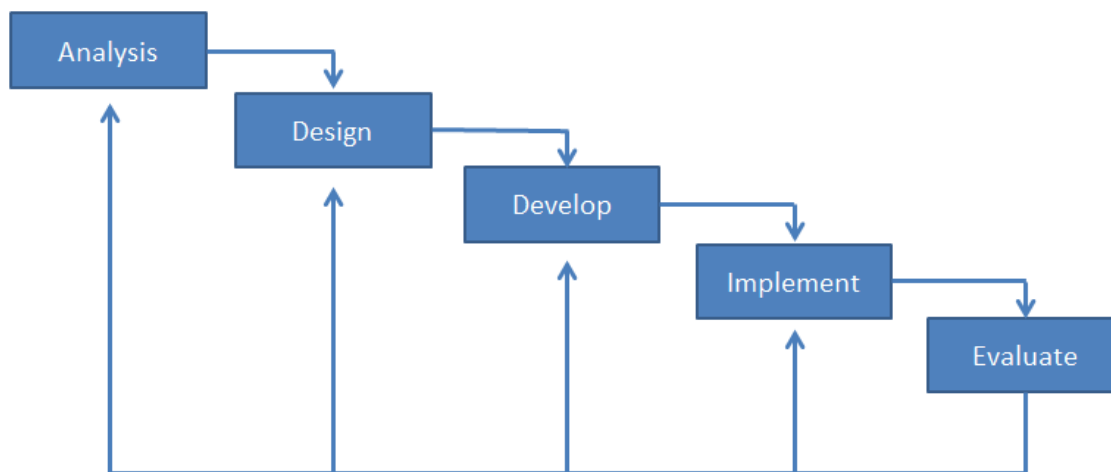 Analysis
Design
Develop
Implement
Evaluate